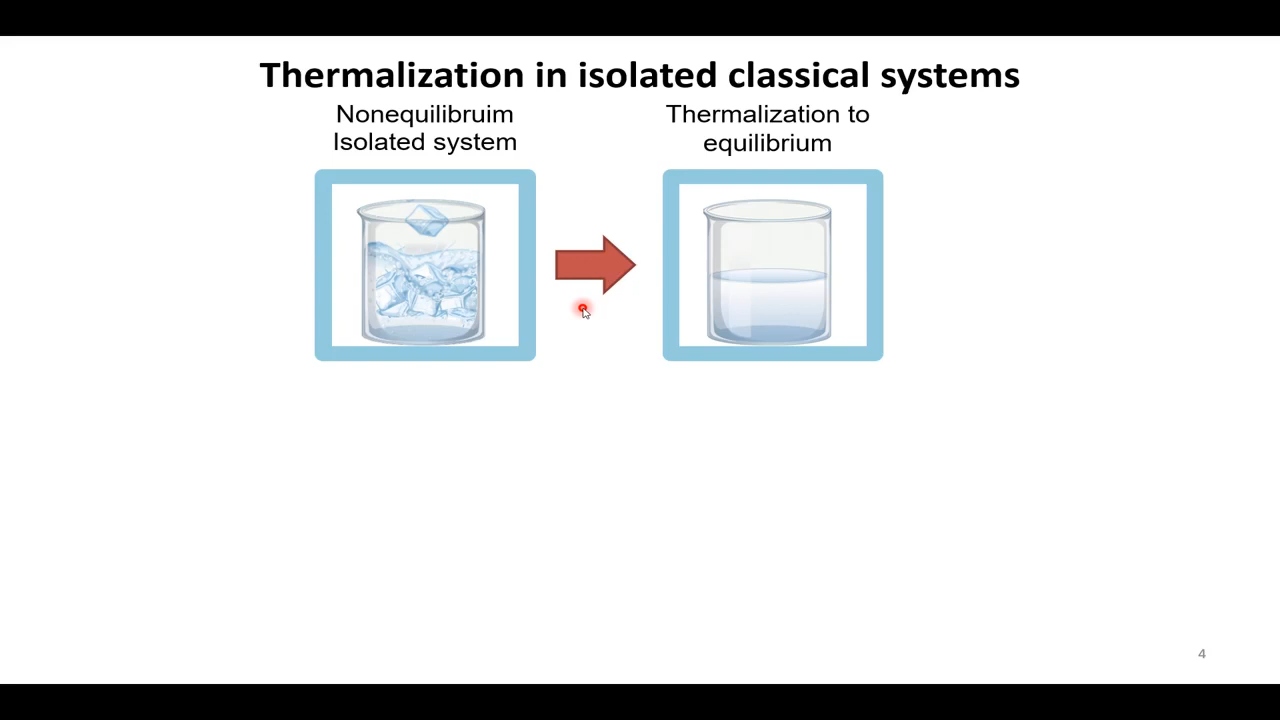 Thermalization in isolated classical systems
Nonequilibruim
Isolated system
Thermalization to
equilibrium
4